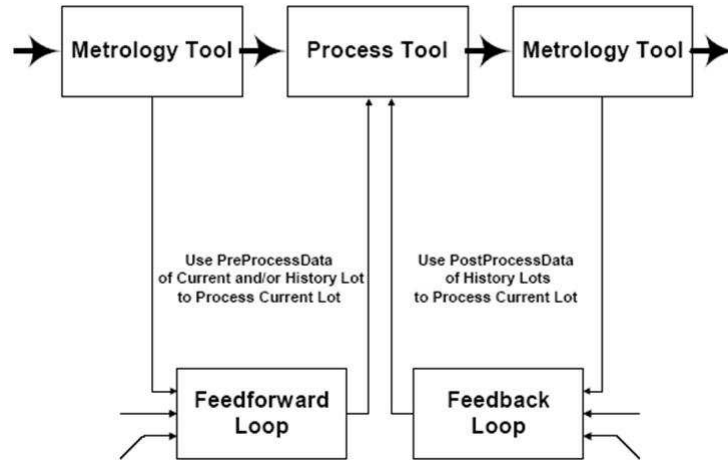 Metrology Tool
Process Tool
Metrology Tool
Use PreProcessData
of Current and/or History Lot
to Process Current Lot
Use PostProcessData
of History Lots
to Process Current Lot
Feedforward
Loop
Feedback
Loop